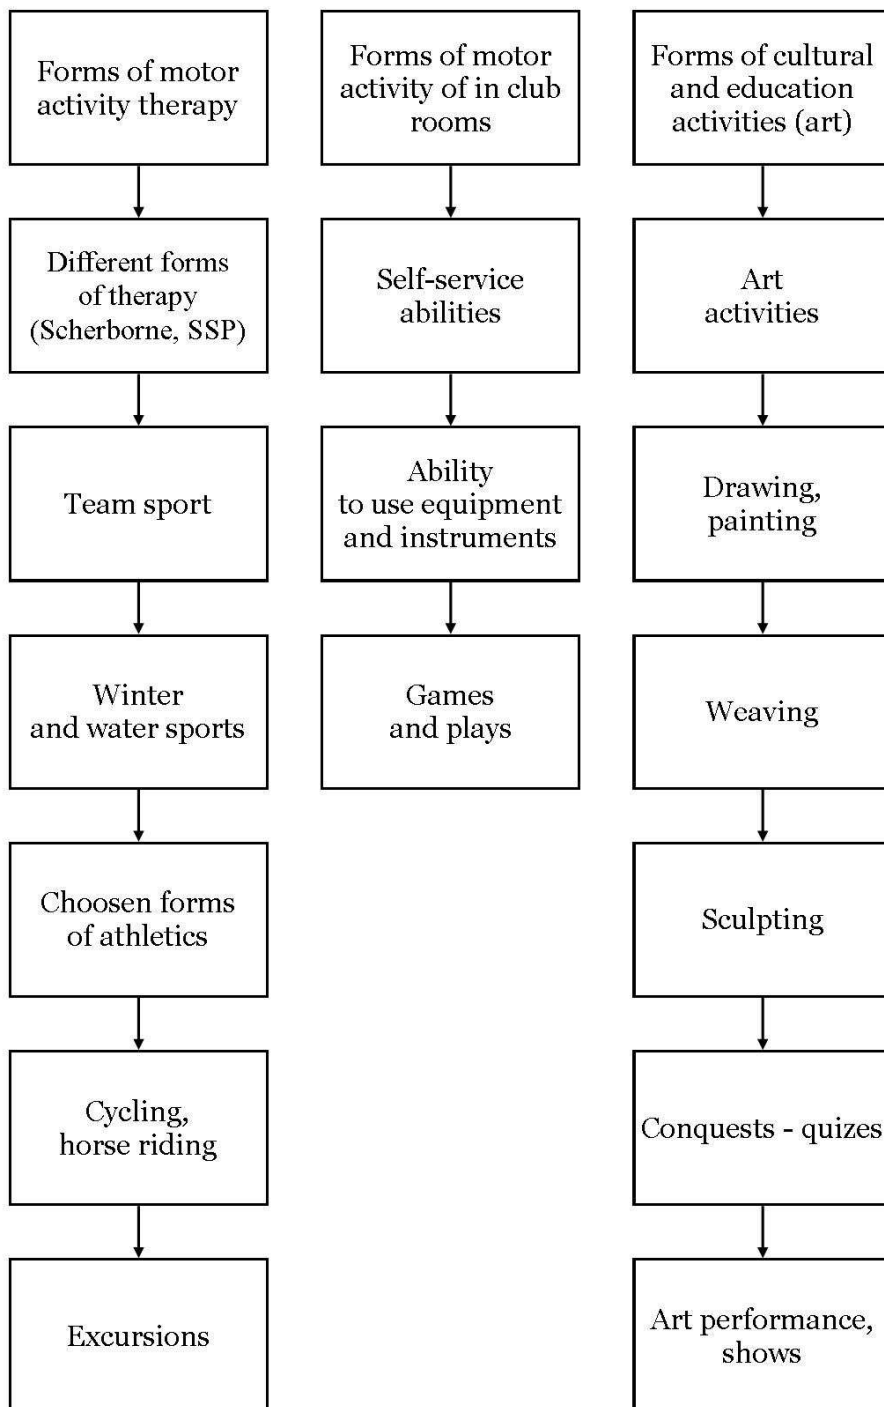 Forms of motor
activity therapy
Different forms
of therapy
(Scherborne, SSP)
Team sport
Winter
and water sports
Choosen forms
of athletics
Cycling,
horse riding
Excursions
Forms of motor
activity of in club
rooms
Self-service
abilities
Ability
to use equipment
and instruments
Games
and plays
Forms of cultural
and education
activities (art)
Art
activities
Drawing,
painting
Weaving
Sculpting
Conquests - quizes
Art performance,
shows